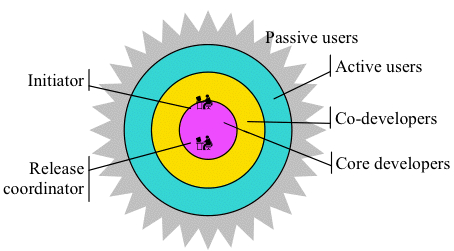 Passive users
Active users
Initiator
Co-developers
Core developers
Release
coordinator